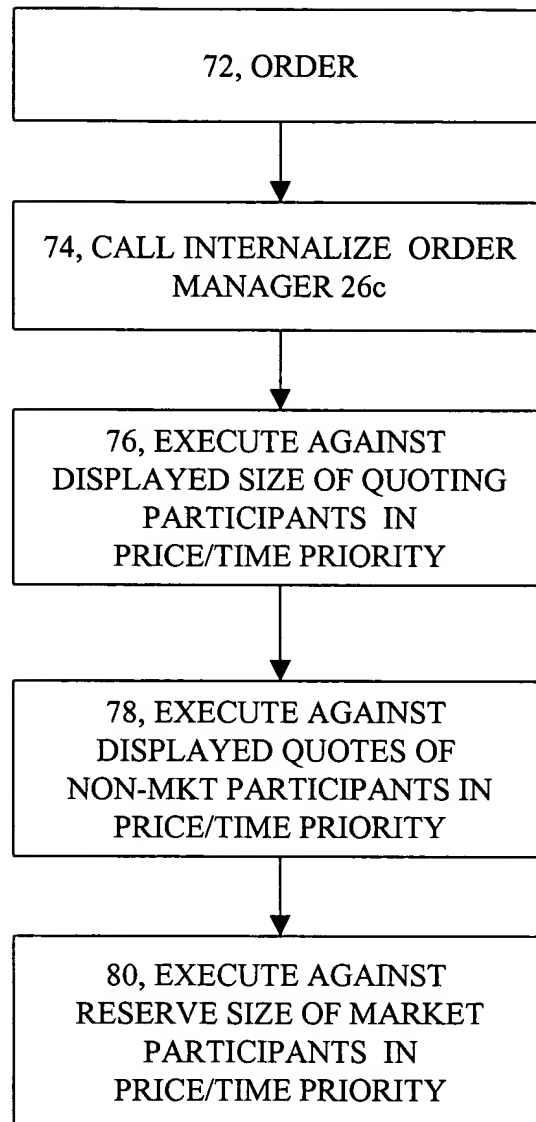 72, ORDER
74, CALL INTERNALIZE ORDER
MANAGER 26c
76, EXECUTE AGAINST
DISPLAYED SIZE OF QUOTING
PARTICIPANTS IN
PRICE/TIME PRIORITY
78, EXECUTE AGAINST
DISPLAYED QUOTES OF
NON-MKT PARTICIPANTS IN
PRICE/TIME PRIORITY
80, EXECUTE AGAINST
RESERVE SIZE OF MARKET
PARTICIPANTS IN
PRICE/TIME PRIORITY